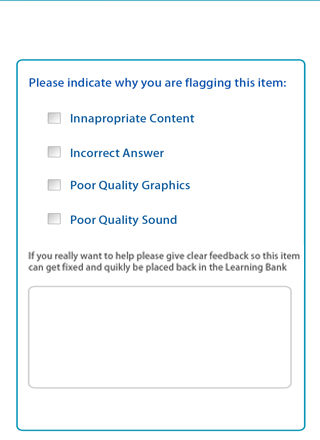 Please indicate why you are flagging this item:
Innapropriate Content
Incorrect Answer
Poor Quality Graphics
Poor Quality Sound
If you really want to help please give clear feedback so this item
can get fixed and quikly be placed back in the Learning Bank